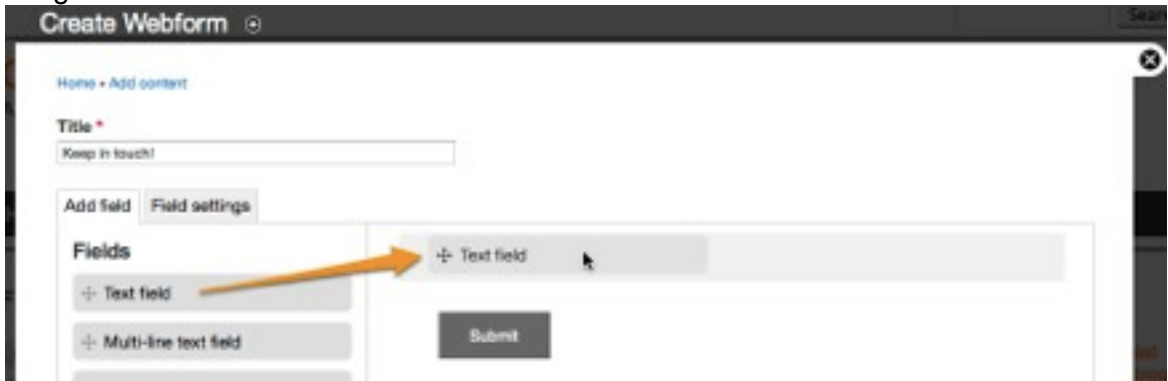 Create Webform
Home • Add content
Title *
Keep in touch!
Add field Field settings
Fields
Text field
Multi-line text field
Text field
Submit